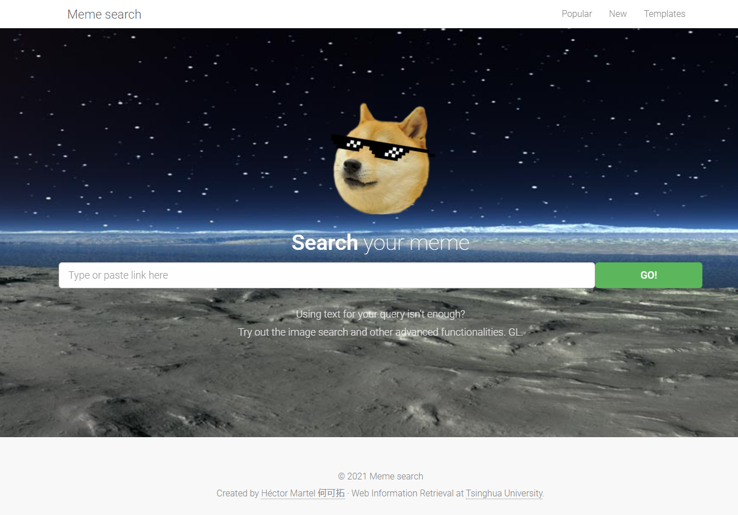 Meme search
Popular New Templates
Search your meme
Type or paste link here
GO!
Using text for your query isn't enough?
Try out the image search and other advanced functionalities. GL.
© 2021 Meme search
Created by Héctor Martel 何可拓 · Web Information Retrieval at Tsinghua University.